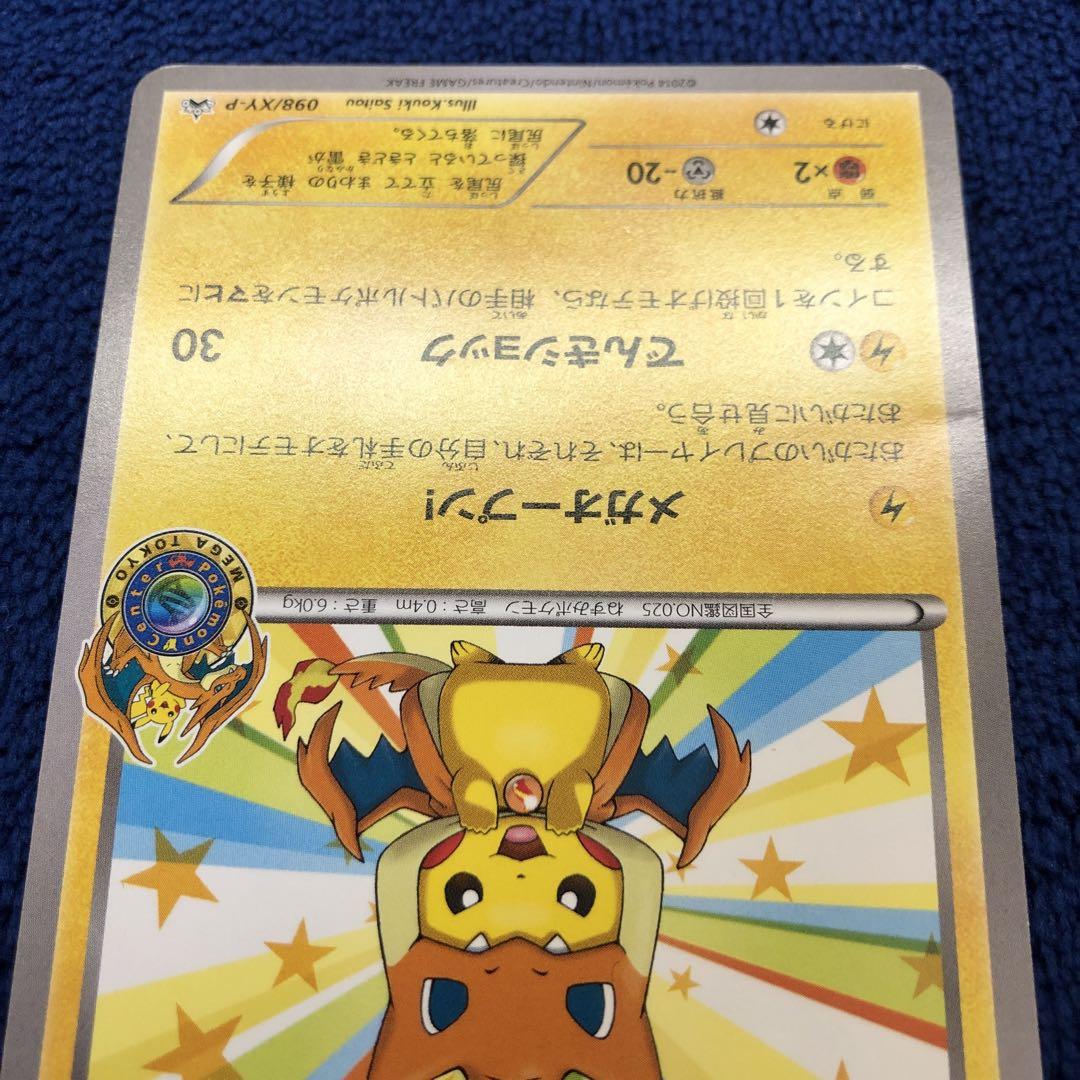 Pokémon Center
MEGA TOKYO
全国図鑑NO.025 ねずみポケモン 高さ:0.4m 重さ:6.0kg
メガオープン!
おたがいのプレイヤーは、それぞれ、自分の手札をオモテにして、
おたがいに見せ合う。
でんきショック 30
コインを1回投げオモテなら、相手のバトルポケモンをマヒに
する。
弱点 ×2 抵抗力 -20
にげる
尻尾を 立てて まわりの 様子を
探っていると ときどき 雷が
尻尾に 落ちてくる。
Illus.Kouki Saitou 098/XY-P
©2014 Pokémon/Nintendo/Creatures/GAME FREAK